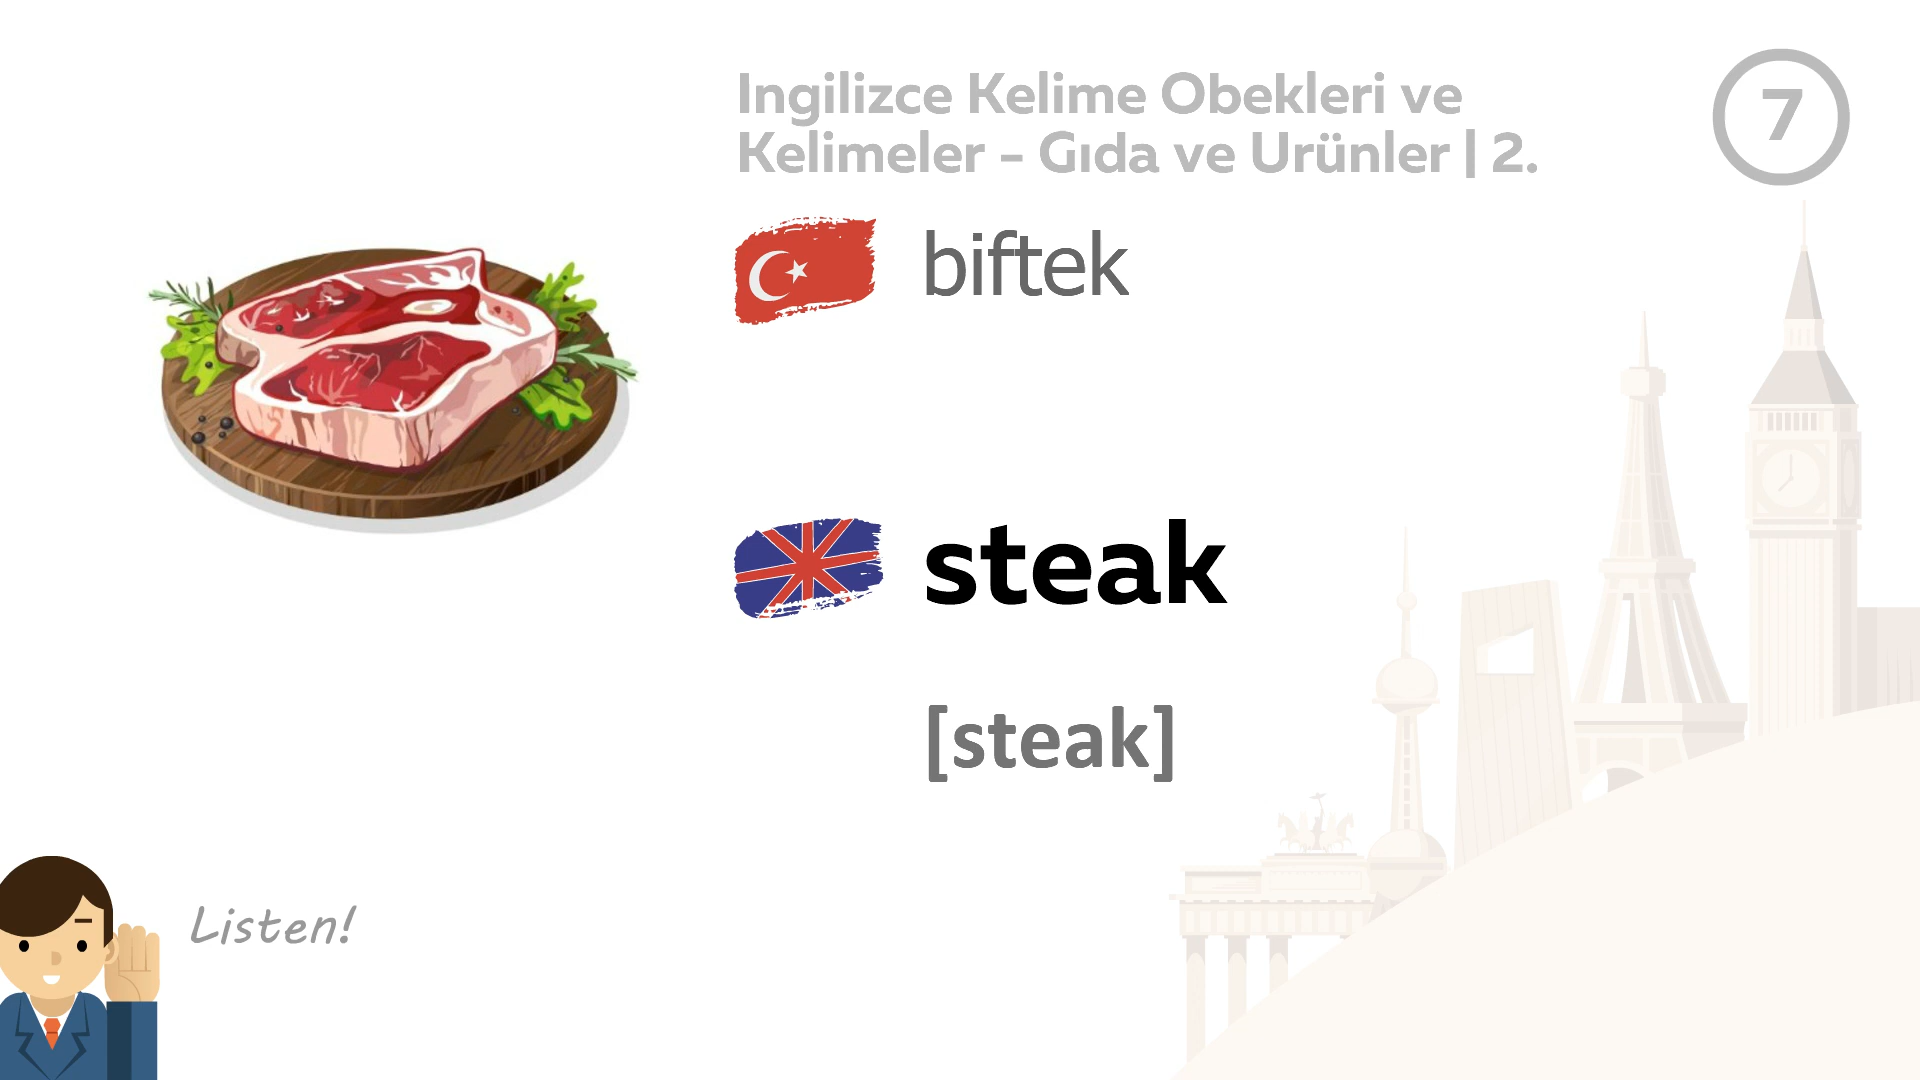 Ingilizce Kelime Obekleri ve
Kelimeler - Gıda ve Urünler | 2.
7
biftek
steak
[steak]
Listen!